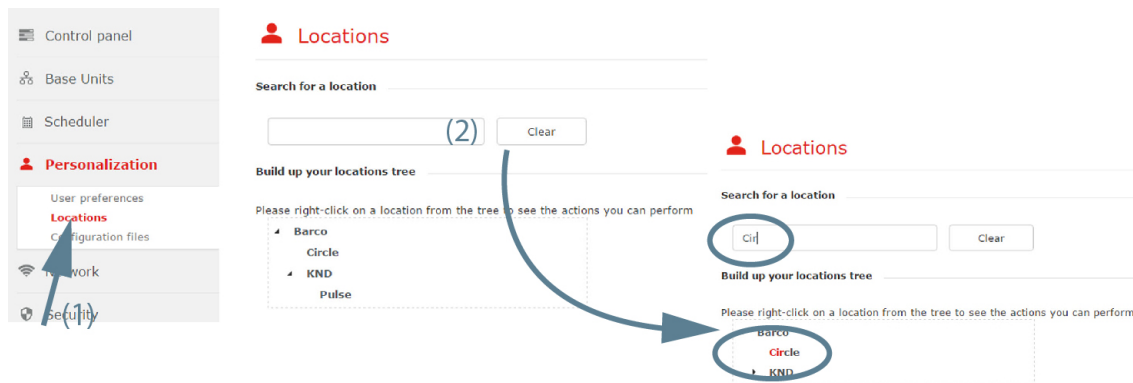 Control panel
Base Units
Scheduler
Personalization
User preferences
Locations
Configuration files
Network
Security
(1)
Locations
Search for a location
(2)
Clear
Build up your locations tree
Please right-click on a location from the tree to see the actions you can perform
Barco
Circle
KND
Pulse
Locations
Search for a location
Cir
Clear
Build up your locations tree
Please right-click on a location from the tree to see the actions you can perform
Barco
Circle
KND